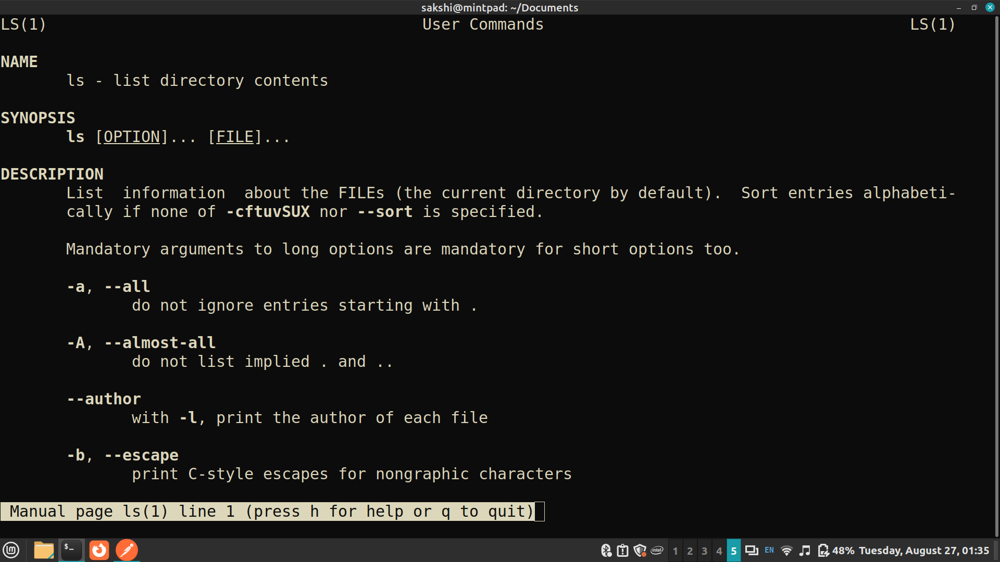 sakshi@mintpad: ~/Documents
LS(1) User Commands LS(1)
NAME
ls - list directory contents
SYNOPSIS
ls [OPTION]... [FILE]...
DESCRIPTION
List  information  about the FILEs (the current directory by default).  Sort entries alphabeti-
cally if none of -cftuvSUX nor --sort is specified.
Mandatory arguments to long options are mandatory for short options too.
-a, --all
do not ignore entries starting with .
-A, --almost-all
do not list implied . and ..
--author
with -l, print the author of each file
-b, --escape
print C-style escapes for nongraphic characters
Manual page ls(1) line 1 (press h for help or q to quit)
$_ intel 1 2 3 4 5 EN 48% Tuesday, August 27, 01:35